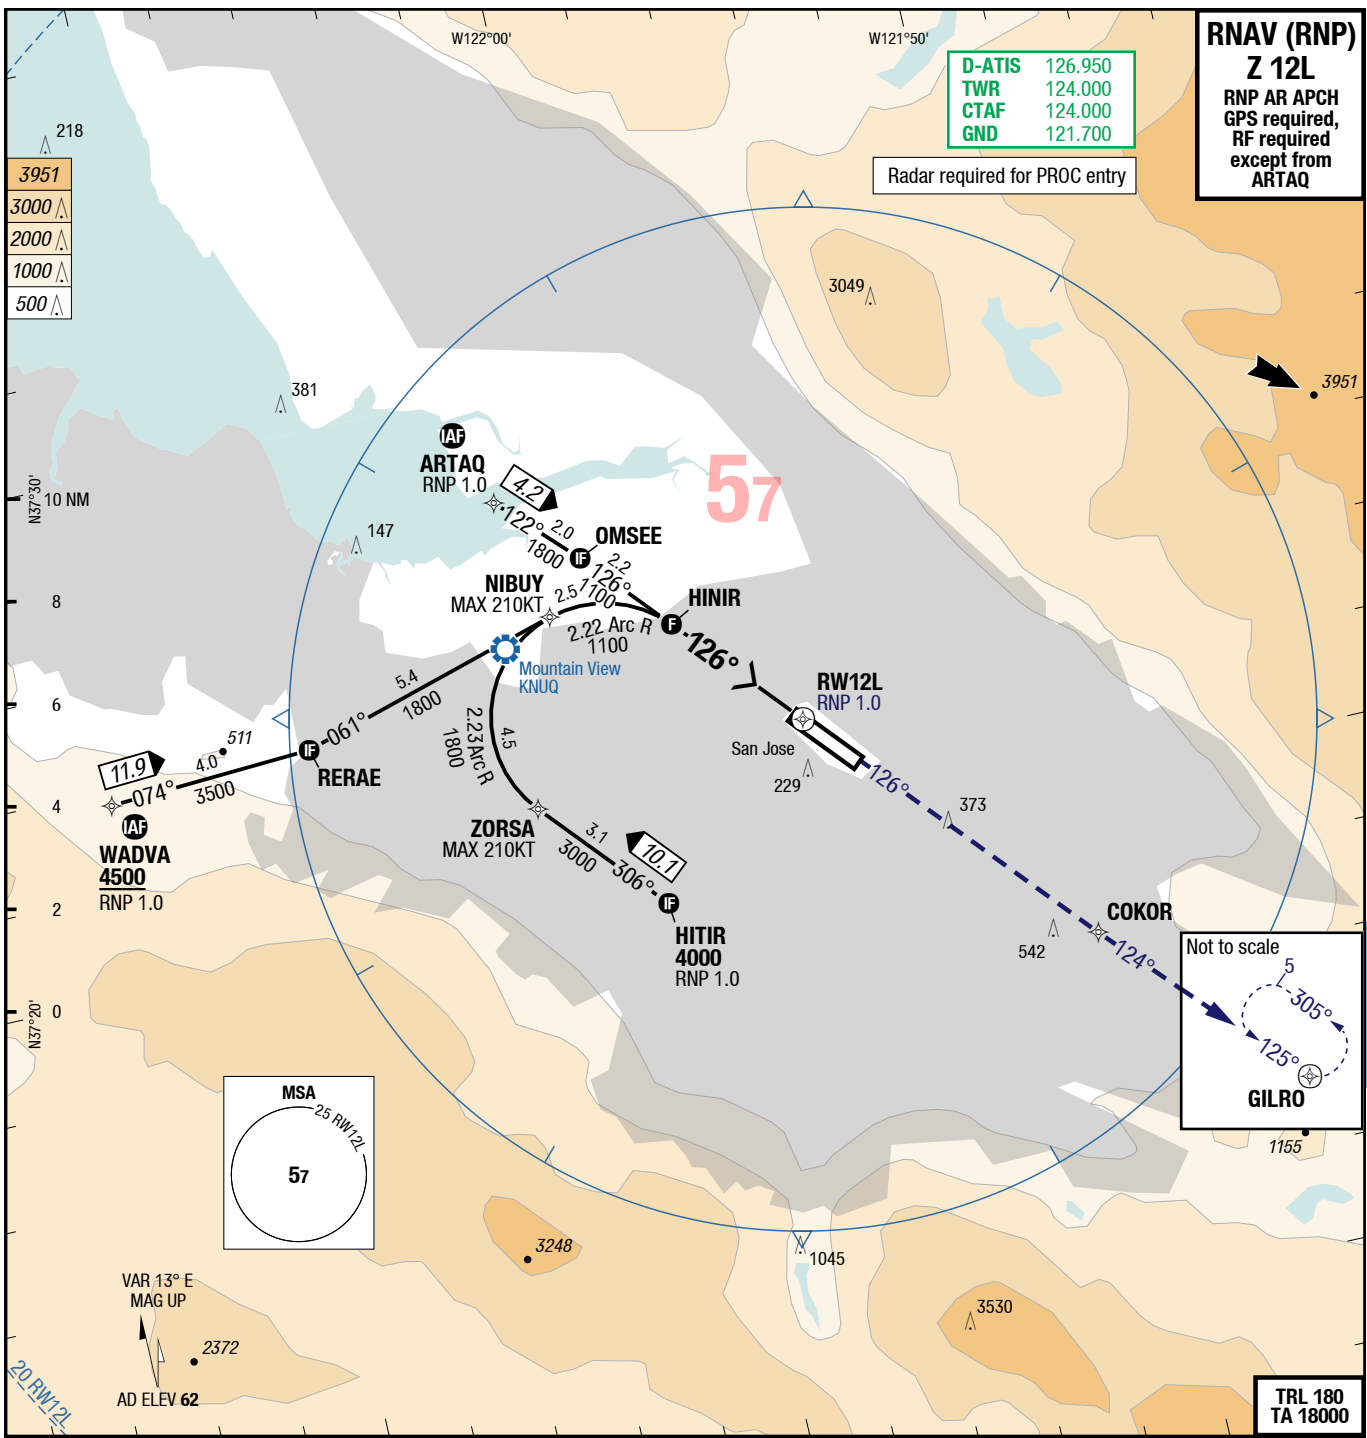 W122°00'
W121°50'
RNAV (RNP)
Z 12L
RNP AR APCH
GPS required,
RF required
except from
ARTAQ
D-ATIS 126.950
TWR 124.000
CTAF 124.000
GND 121.700
Radar required for PROC entry
218
3951
3000
2000
1000
500
3049
3951
381
IAF
ARTAQ
RNP 1.0
4.2
57
N37°30'
10 NM
122°
2.0
1800
147
OMSEE
IF
2.2
126°
1100
NIBUY
MAX 210KT
2.5
8
HINIR
F
2.22 Arc R
1100
126°
Mountain View
KNUQ
5.4
1800
RW12L
RNP 1.0
6
061°
IF
RERAE
511
11.9
4.0
074°
3500
2.23 Arc R
1800
4.5
San Jose
229
126°
373
4
IAF
WADVA
4500
RNP 1.0
ZORSA
MAX 210KT
3.1
3000
306°
10.1
IF
HITIR
4000
RNP 1.0
2
COKOR
542
124°
Not to scale
5
305°
125°
GILRO
N37°20'
0
1155
MSA
25 RW12L
57
3248
1045
3530
VAR 13° E
MAG UP
2372
AD ELEV 62
20 RW12L
TRL 180
TA 18000